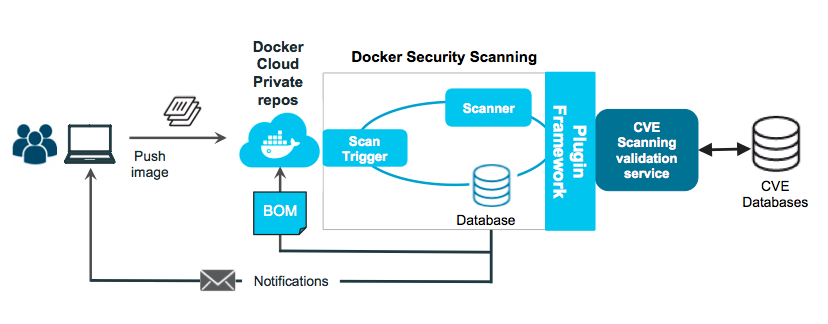 Docker
Cloud
Private
repos
Docker Security Scanning
Push
image
Scan
Trigger
Scanner
Database
Plugin
Framework
CVE
Scanning
validation
service
CVE
Databases
BOM
Notifications